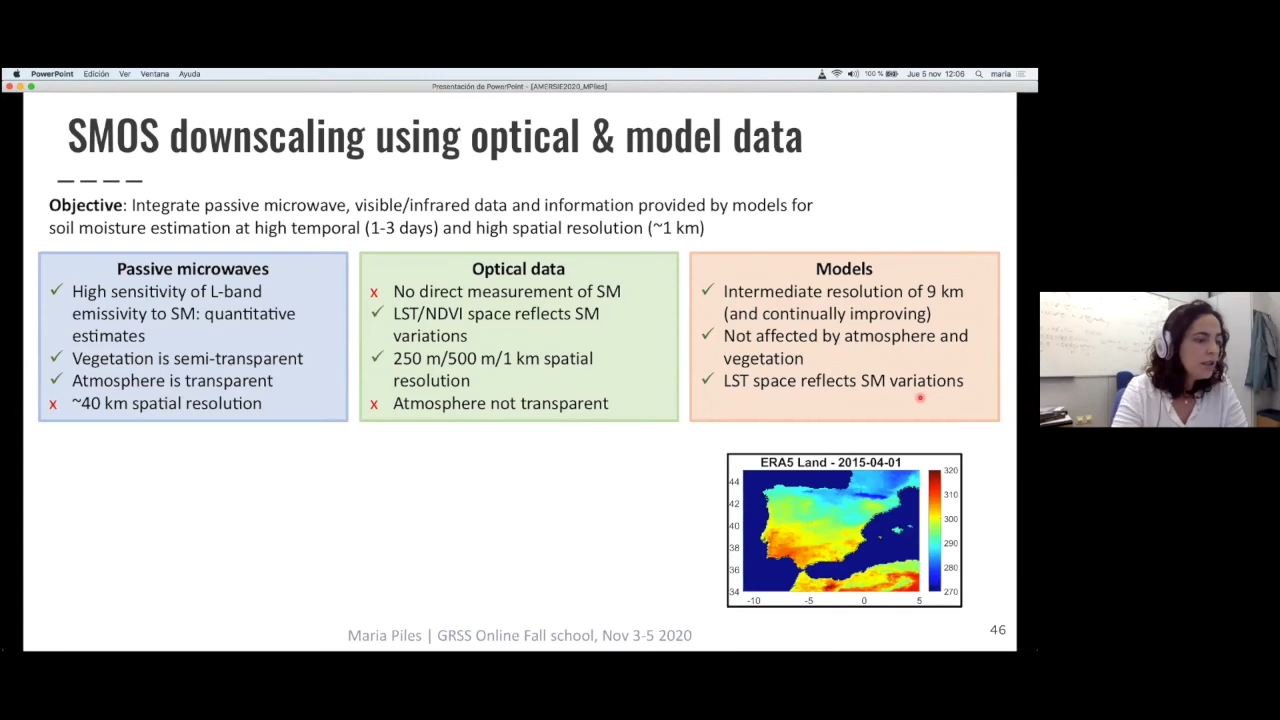 PowerPoint Edición Ver Ventana Ayuda
100 % Jue 5 nov 12:06 maria
Presentación de PowerPoint - [AMERSIE2020_MPiles]
SMOS downscaling using optical & model data
Objective: Integrate passive microwave, visible/infrared data and information provided by models for
soil moisture estimation at high temporal (1-3 days) and high spatial resolution (~1 km)
Passive microwaves
✓ High sensitivity of L-band
emissivity to SM: quantitative
estimates
✓ Vegetation is semi-transparent
✓ Atmosphere is transparent
x ~40 km spatial resolution
Optical data
x No direct measurement of SM
✓ LST/NDVI space reflects SM
variations
✓ 250 m/500 m/1 km spatial
resolution
x Atmosphere not transparent
Models
✓ Intermediate resolution of 9 km
(and continually improving)
✓ Not affected by atmosphere and
vegetation
✓ LST space reflects SM variations
ERA5 Land - 2015-04-01
44
42
40
38
36
34
-10 -5 0 5
320
310
300
290
280
270
Maria Piles | GRSS Online Fall school, Nov 3-5 2020
46